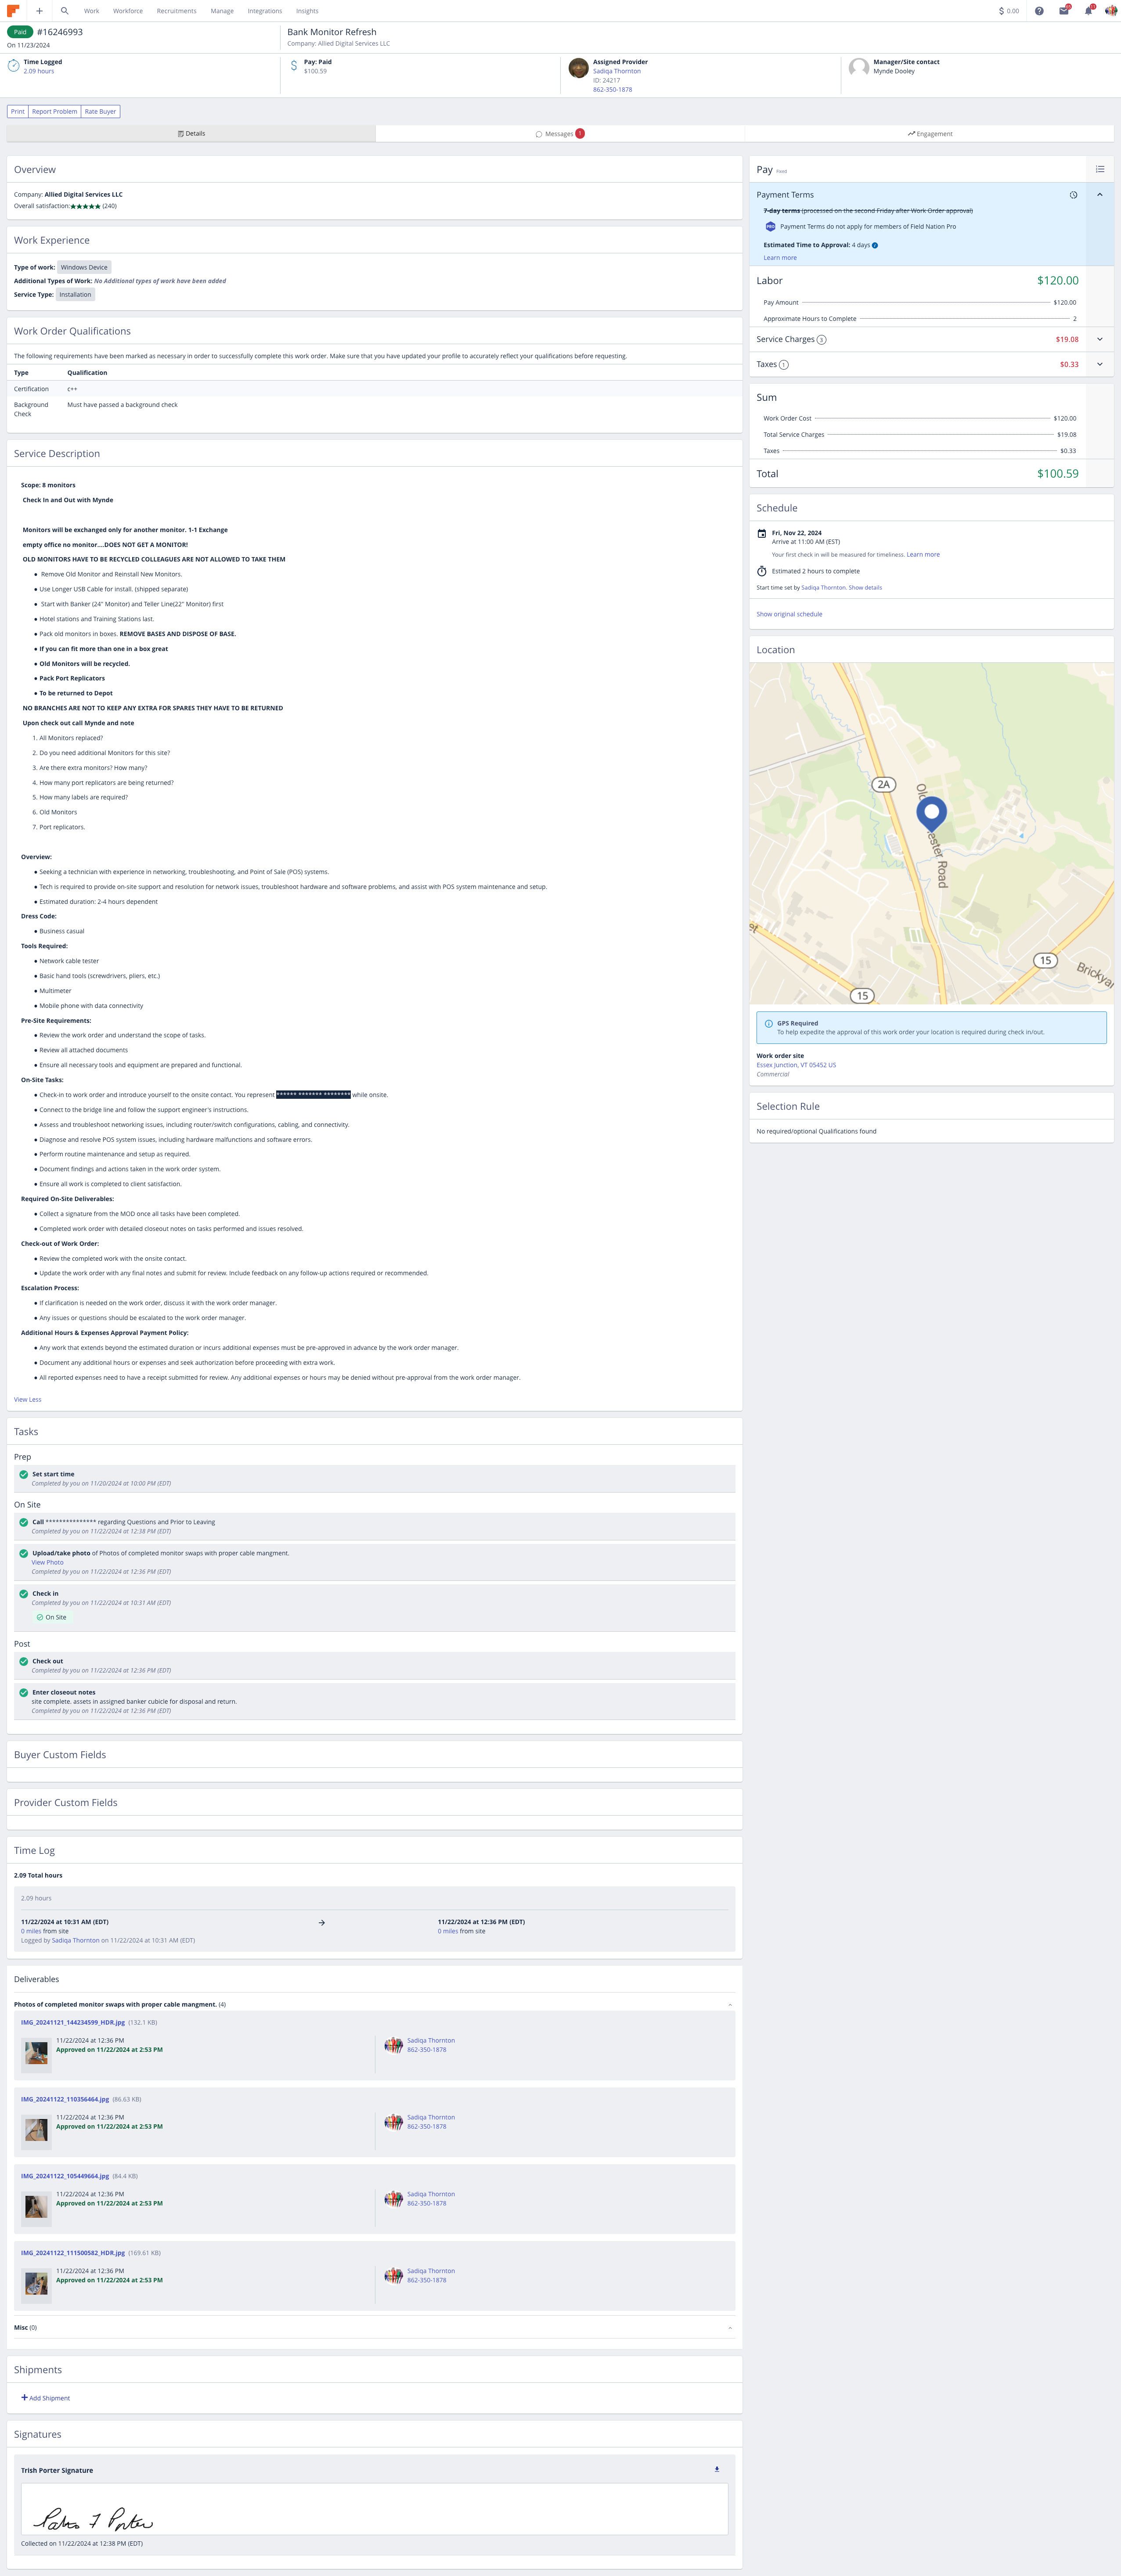 Work
Workforce
Recruitments
Manage
Integrations
Insights
$ 0.00
Paid #16246993
On 11/23/2024
Bank Monitor Refresh
Company: Allied Digital Services LLC
Time Logged
2.09 hours
Pay: Paid
$100.59
Assigned Provider
Sadiqa Thornton
ID: 24217
862-350-1878
Manager/Site contact
Mynde Dooley
Print
Report Problem
Rate Buyer
Details
Messages
Engagement
Overview
Company: Allied Digital Services LLC
Overall satisfaction:★★★★★ (240)
Work Experience
Type of work: Windows Device
Additional Types of Work: No Additional types of work have been added
Service Type: Installation
Work Order Qualifications
The following requirements have been marked as necessary in order to successfully complete this work order. Make sure that you have updated your profile to accurately reflect your qualifications before requesting.
Type Qualification
Certification c++
Background Check Must have passed a background check
Service Description
Scope: 8 monitors
Check In and Out with Mynde
Monitors will be exchanged only for another monitor. 1-1 Exchange
empty office no monitor....DOES NOT GET A MONITOR!
OLD MONITORS HAVE TO BE RECYCLED COLLEAGUES ARE NOT ALLOWED TO TAKE THEM
• Remove Old Monitor and Reinstall New Monitors.
• Use Longer USB Cable for install. (shipped separate)
• Start with Banker (24" Monitor) and Teller Line(22" Monitor) first
• Hotel stations and Training Stations last.
• Pack old monitors in boxes. REMOVE BASES AND DISPOSE OF BASE.
• If you can fit more than one in a box great
• Old Monitors will be recycled.
• Pack Port Replicators
• To be returned to Depot
NO BRANCHES ARE NOT TO KEEP ANY EXTRA FOR SPARES THEY HAVE TO BE RETURNED
Upon check out call Mynde and note
1. All Monitors replaced?
2. Do you need additional Monitors for this site?
3. Are there extra monitors? How many?
4. How many port replicators are being returned?
5. How many labels are required?
6. Old Monitors
7. Port replicators.
Overview:
• Seeking a technician with experience in networking, troubleshooting, and Point of Sale (POS) systems.
• Tech is required to provide on-site support and resolution for network issues, troubleshoot hardware and software problems, and assist with POS system maintenance and setup.
• Estimated duration: 2-4 hours dependent
Dress Code:
• Business casual
Tools Required:
• Network cable tester
• Basic hand tools (screwdrivers, pliers, etc.)
• Multimeter
• Mobile phone with data connectivity
Pre-Site Requirements:
• Review the work order and understand the scope of tasks.
• Review all attached documents
• Ensure all necessary tools and equipment are prepared and functional.
On-Site Tasks:
• Check-in to work order and introduce yourself to the onsite contact. You represent ****** ******* ******** while onsite.
• Connect to the bridge line and follow the support engineer's instructions.
• Assess and troubleshoot networking issues, including router/switch configurations, cabling, and connectivity.
• Diagnose and resolve POS system issues, including hardware malfunctions and software errors.
• Perform routine maintenance and setup as required.
• Document findings and actions taken in the work order system.
• Ensure all work is completed to client satisfaction.
Required On-Site Deliverables:
• Collect a signature from the MOD once all tasks have been completed.
• Completed work order with detailed closeout notes on tasks performed and issues resolved.
Check-out of Work Order:
• Review the completed work with the onsite contact.
• Update the work order with any final notes and submit for review. Include feedback on any follow-up actions required or recommended.
Escalation Process:
• If clarification is needed on the work order, discuss it with the work order manager.
• Any issues or questions should be escalated to the work order manager.
Additional Hours & Expenses Approval Payment Policy:
• Any work that extends beyond the estimated duration or incurs additional expenses must be pre-approved in advance by the work order manager.
• Document any additional hours or expenses and seek authorization before proceeding with extra work.
• All reported expenses need to have a receipt submitted for review. Any additional expenses or hours may be denied without pre-approval from the work order manager.
View Less
Tasks
Prep
Set start time
Completed by you on 11/20/2024 at 10:00 PM (EDT)
On Site
Call *************** regarding Questions and Prior to Leaving
Completed by you on 11/22/2024 at 12:38 PM (EDT)
Upload/take photo of Photos of completed monitor swaps with proper cable mangment.
View Photo
Completed by you on 11/22/2024 at 12:36 PM (EDT)
Check in
Completed by you on 11/22/2024 at 10:31 AM (EDT)
On Site
Post
Check out
Completed by you on 11/22/2024 at 12:36 PM (EDT)
Enter closeout notes
site complete. assets in assigned banker cubicle for disposal and return.
Completed by you on 11/22/2024 at 12:36 PM (EDT)
Buyer Custom Fields
Provider Custom Fields
Time Log
2.09 Total hours
2.09 hours
11/22/2024 at 10:31 AM (EDT)
0 miles from site
Logged by Sadiqa Thornton on 11/22/2024 at 10:31 AM (EDT)
11/22/2024 at 12:36 PM (EDT)
0 miles from site
Deliverables
Photos of completed monitor swaps with proper cable mangment. (4)
IMG_20241121_144234599_HDR.jpg (132.1 KB)
11/22/2024 at 12:36 PM
Approved on 11/22/2024 at 2:53 PM
Sadiqa Thornton
862-350-1878
IMG_20241122_110356464.jpg (86.63 KB)
11/22/2024 at 12:36 PM
Approved on 11/22/2024 at 2:53 PM
Sadiqa Thornton
862-350-1878
IMG_20241122_105449664.jpg (84.4 KB)
11/22/2024 at 12:36 PM
Approved on 11/22/2024 at 2:53 PM
Sadiqa Thornton
862-350-1878
IMG_20241122_111500582_HDR.jpg (169.61 KB)
11/22/2024 at 12:36 PM
Approved on 11/22/2024 at 2:53 PM
Sadiqa Thornton
862-350-1878
Misc (0)
Shipments
Add Shipment
Signatures
Trish Porter Signature
Collected on 11/22/2024 at 12:38 PM (EDT)
Pay Fixed
Payment Terms
7-day terms (processed on the second Friday after Work Order approval)
PRO Payment Terms do not apply for members of Field Nation Pro
Estimated Time to Approval: 4 days
Learn more
Labor $120.00
Pay Amount $120.00
Approximate Hours to Complete 2
Service Charges 3 $19.08
Taxes 1 $0.33
Sum
Work Order Cost $120.00
Total Service Charges $19.08
Taxes $0.33
Total $100.59
Schedule
Fri, Nov 22, 2024
Arrive at 11:00 AM (EST)
Your first check in will be measured for timeliness. Learn more
Estimated 2 hours to complete
Start time set by Sadiqa Thornton. Show details
Show original schedule
Location
2A
15
15
GPS Required
To help expedite the approval of this work order your location is required during check in/out.
Work order site
Essex Junction, VT 05452 US
Commercial
Selection Rule
No required/optional Qualifications found